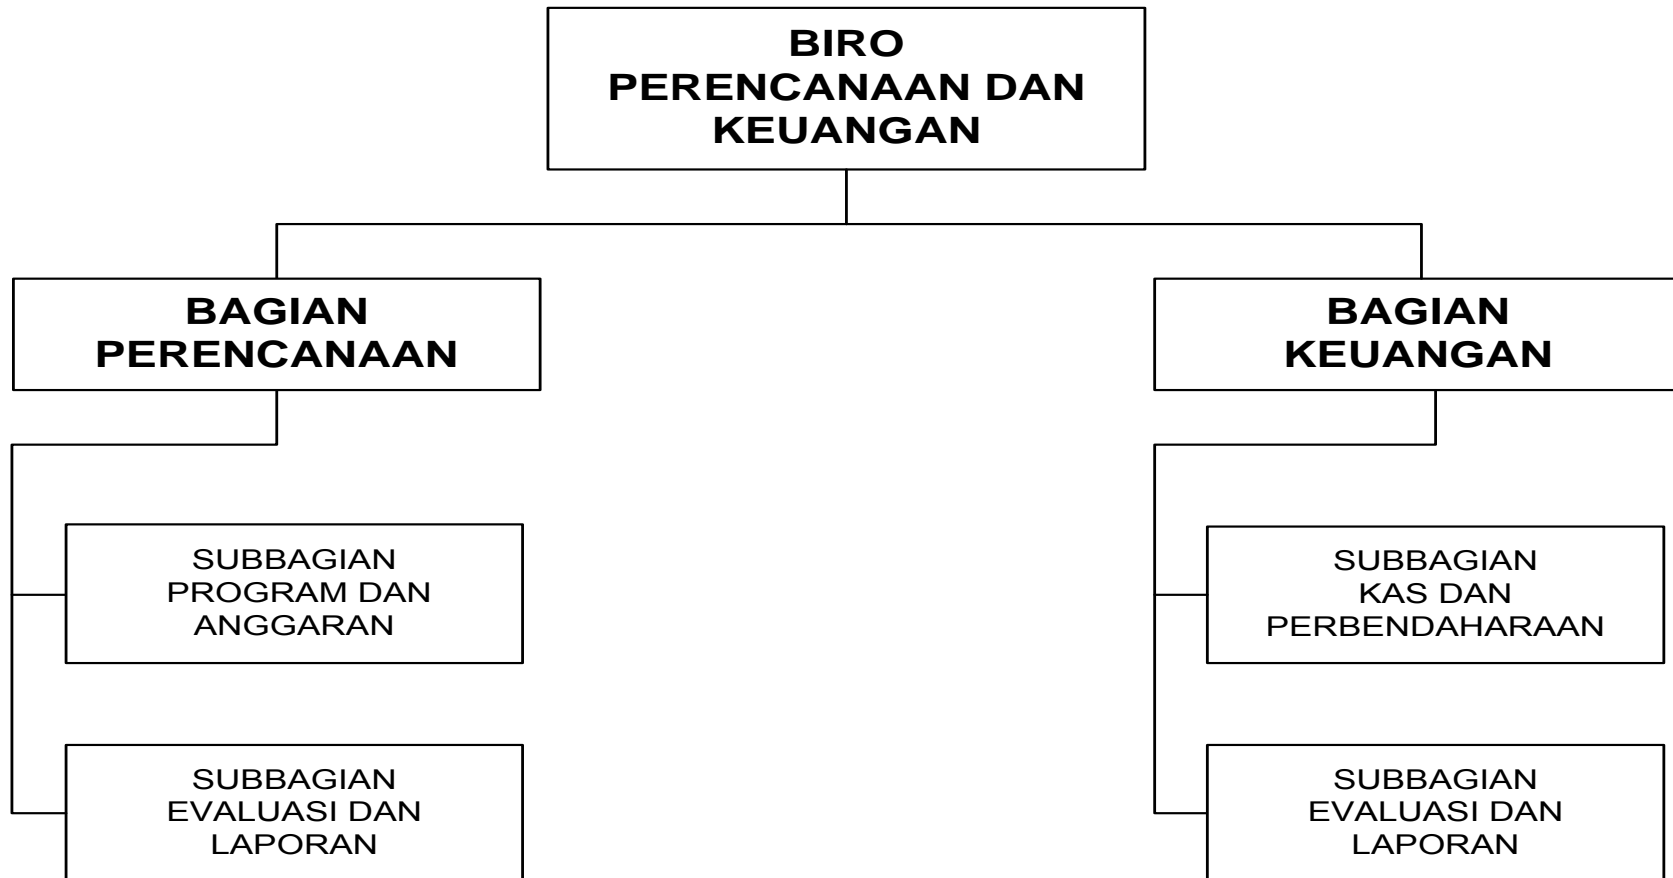 BIRO
PERENCANAAN DAN
KEUANGAN
BAGIAN
PERENCANAAN
BAGIAN
KEUANGAN
SUBBAGIAN
PROGRAM DAN
ANGGARAN
SUBBAGIAN
KAS DAN
PERBENDAHARAAN
SUBBAGIAN
EVALUASI DAN
LAPORAN
SUBBAGIAN
EVALUASI DAN
LAPORAN